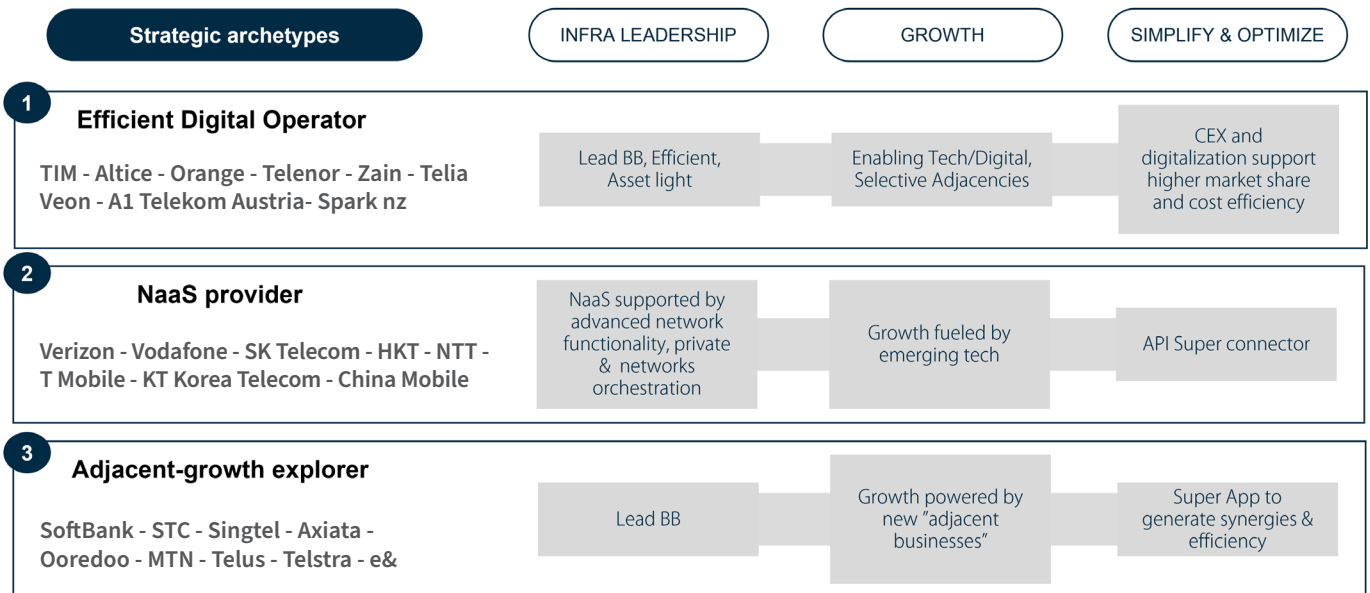 Strategic archetypes
INFRA LEADERSHIP
GROWTH
SIMPLIFY & OPTIMIZE
1
Efficient Digital Operator
TIM - Altice - Orange - Telenor - Zain - Telia
Veon - A1 Telekom Austria- Spark nz
Lead BB, Efficient,
Asset light
Enabling Tech/Digital,
Selective Adjacencies
CEX and
digitalization support
higher market share
and cost efficiency
2
NaaS provider
Verizon - Vodafone - SK Telecom - HKT - NTT -
T Mobile - KT Korea Telecom - China Mobile
NaaS supported by
advanced network
functionality, private
& networks
orchestration
Growth fueled by
emerging tech
API Super connector
3
Adjacent-growth explorer
SoftBank - STC - Singtel - Axiata -
Ooredoo - MTN - Telus - Telstra - e&
Lead BB
Growth powered by
new "adjacent
businesses"
Super App to
generate synergies &
efficiency